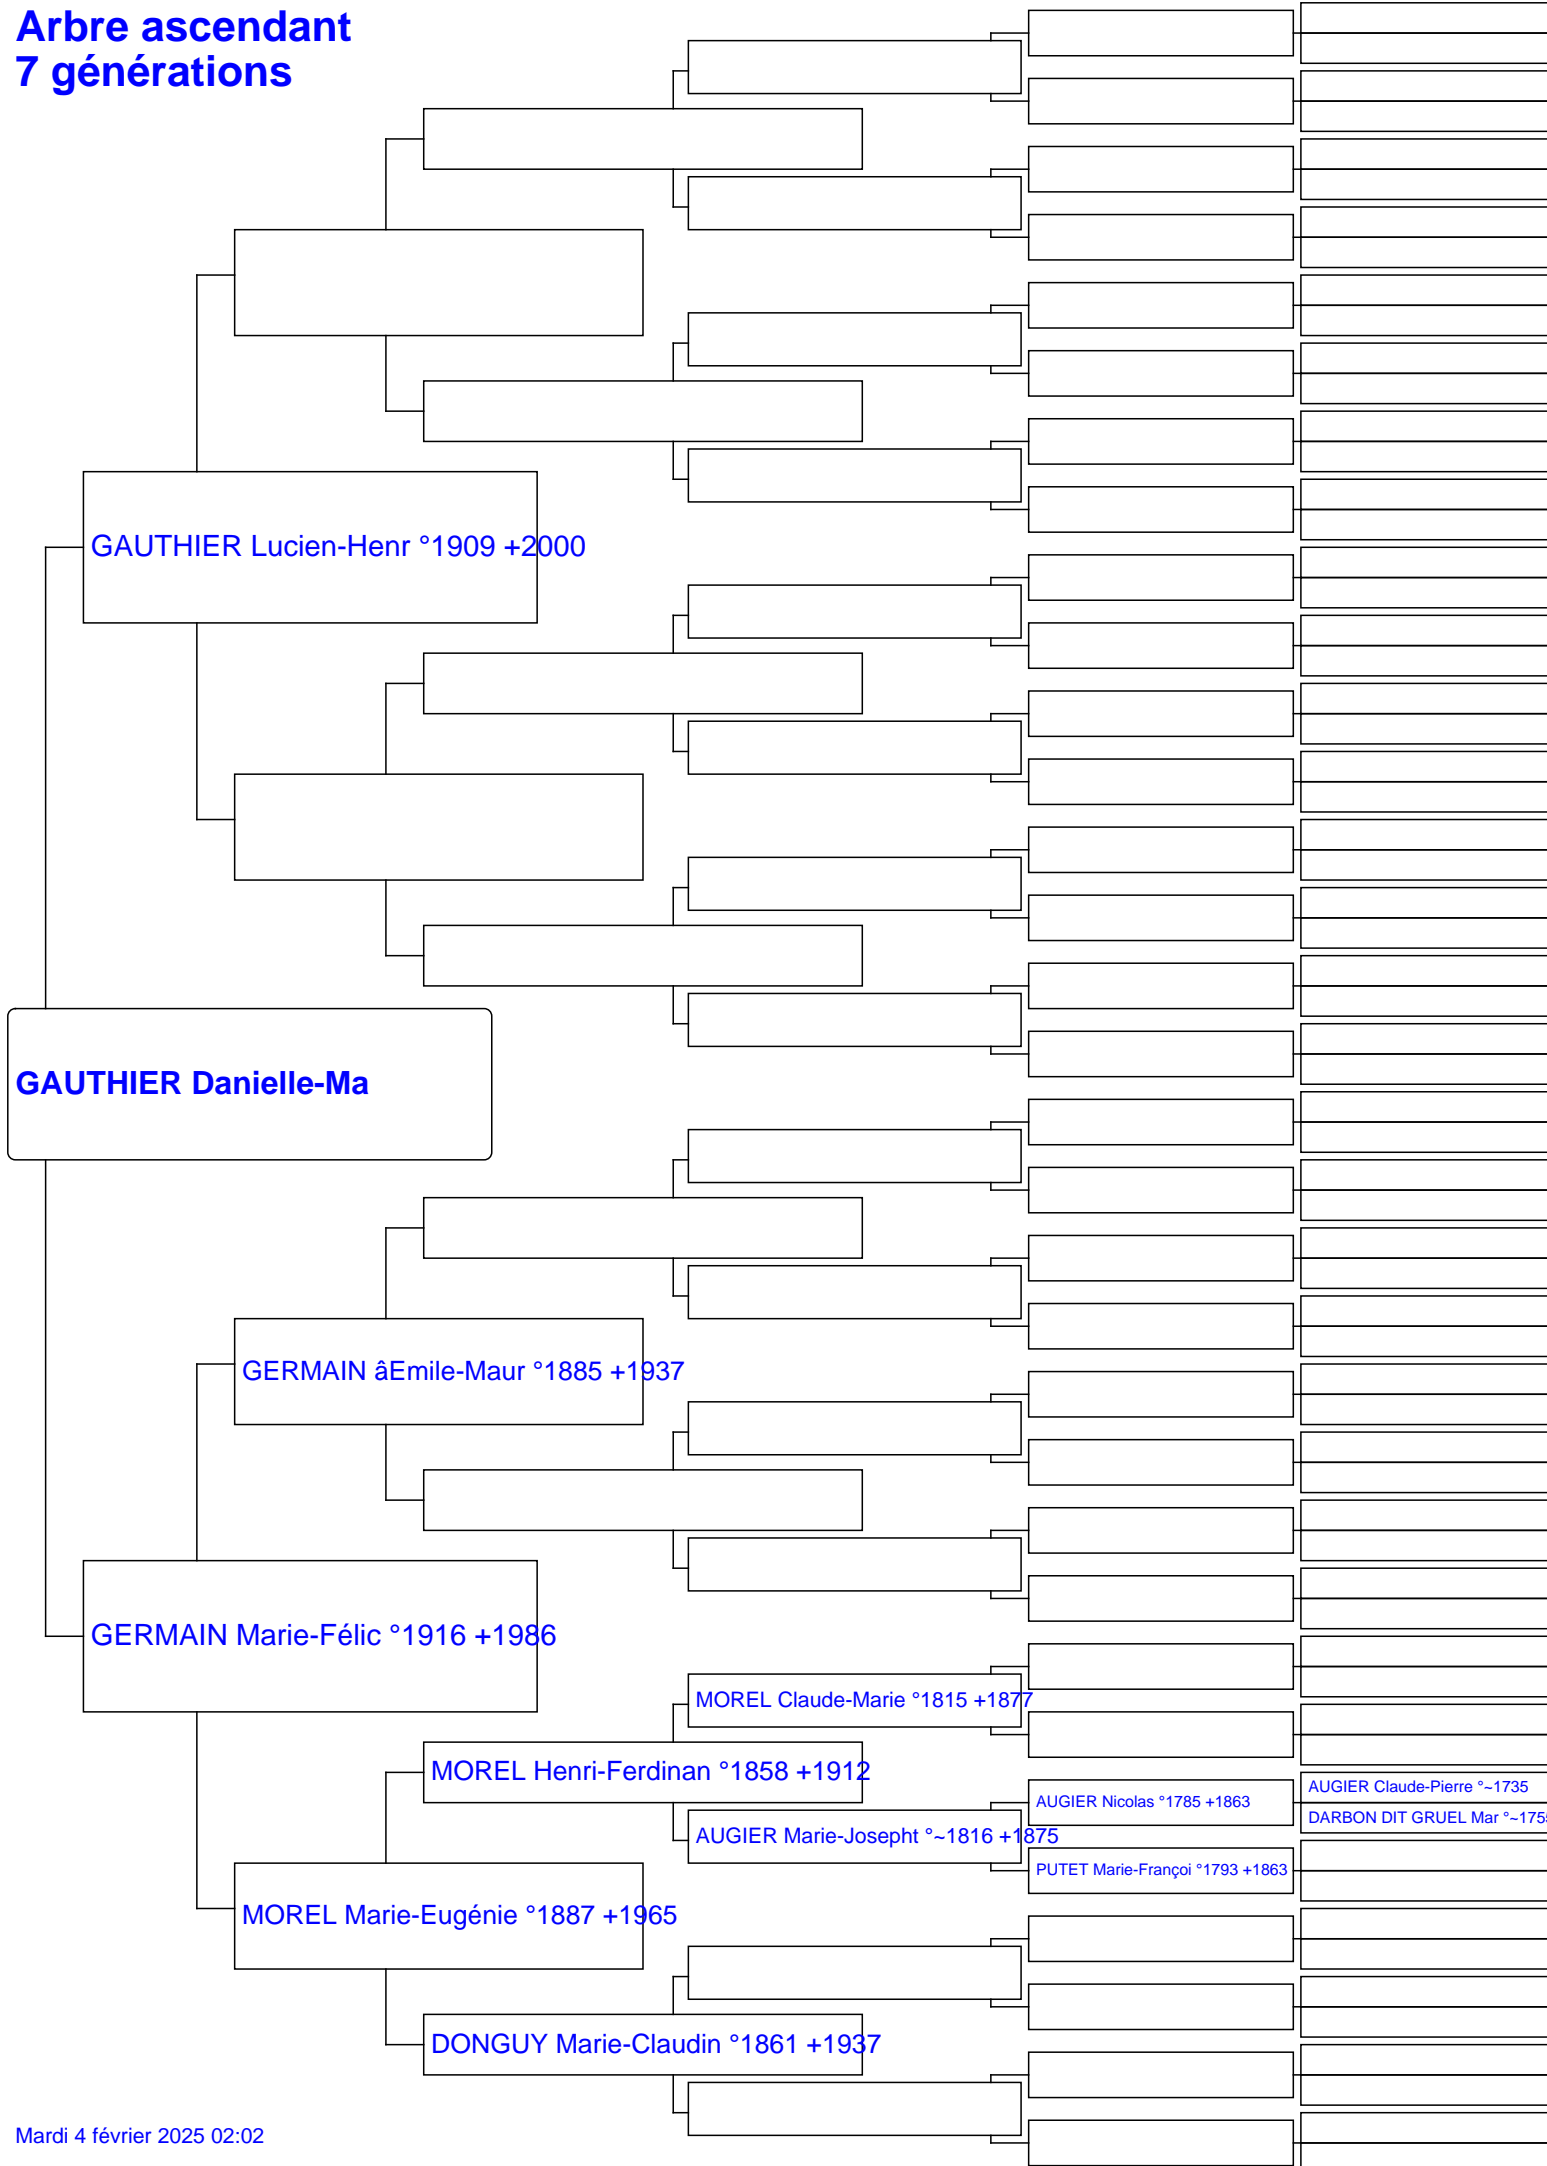 Arbre ascendant
7 générations
GAUTHIER Lucien-Henr °1909 +2000
GAUTHIER Danielle-Ma
GERMAIN âEmile-Maur °1885 +1937
GERMAIN Marie-Félic °1916 +1986
MOREL Claude-Marie °1815 +1877
MOREL Henri-Ferdinan °1858 +1912
AUGIER Claude-Pierre °~1735
AUGIER Nicolas °1785 +1863
DARBON DIT GRUEL Mar °~1755
AUGIER Marie-Josepht °~1816 +1875
PUTET Marie-Françoi °1793 +1863
MOREL Marie-Eugénie °1887 +1965
DONGUY Marie-Claudin °1861 +1937
Mardi 4 février 2025 02:02